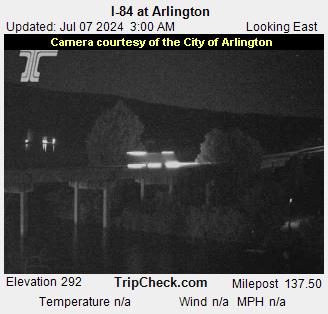 I-84 at Arlington
Updated: Jul 07 2024 3:00 AM Looking East
Camera courtesy of the City of Arlington
Elevation 292 TripCheck.com Milepost 137.50
Temperature n/a Wind n/a MPH n/a